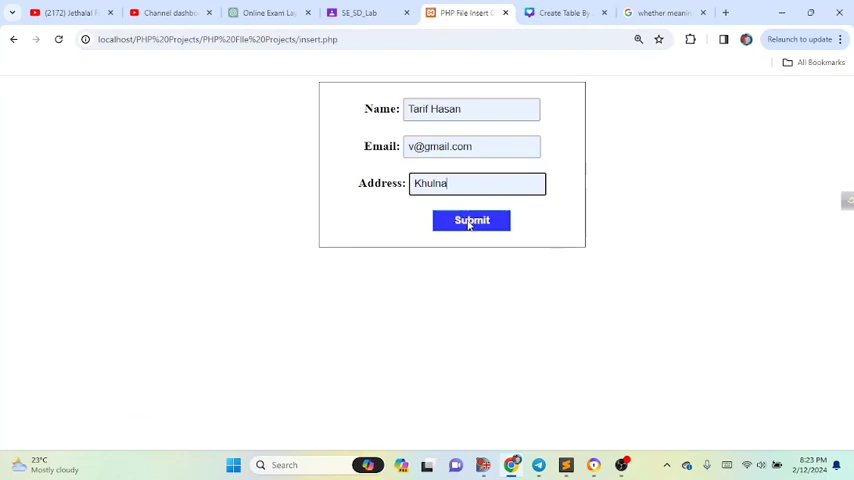 (2172) Jethalal
Channel dashb
Online Exam La
SE_SD_Lab
PHP File Insert
Create Table By
whether meanin
localhost/PHP%20Projects/PHP%20FIle%20Projects/insert.php
Relaunch to update
All Bookmarks
Name: Tarif Hasan
Email: v@gmail.com
Address: Khulna
Submit
23°C
Mostly cloudy
Search
8:23 PM
2/12/2024